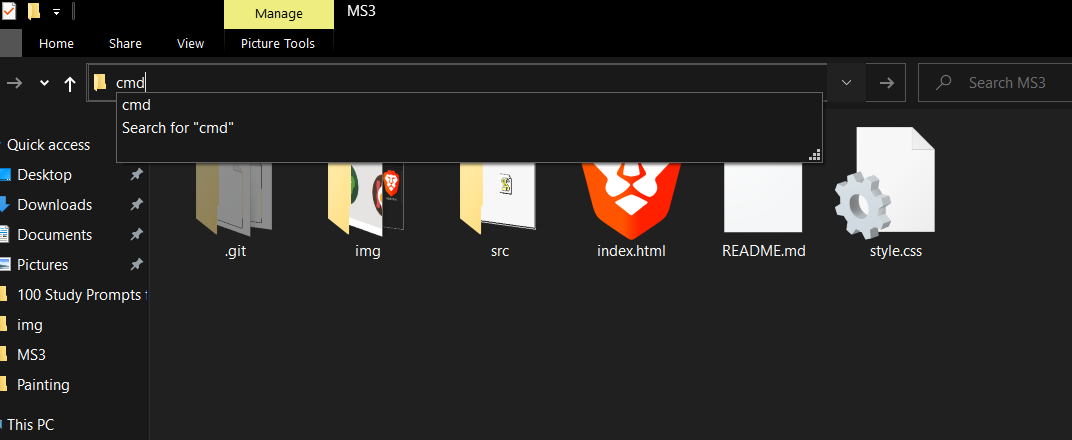 Manage
MS3
Home
Share
View
Picture Tools
cmd
Search MS3
cmd
Search for "cmd"
Quick access
Desktop
Downloads
Documents
Pictures
100 Study Prompts
img
MS3
Painting
This PC
.git
img
src
index.html
README.md
style.css